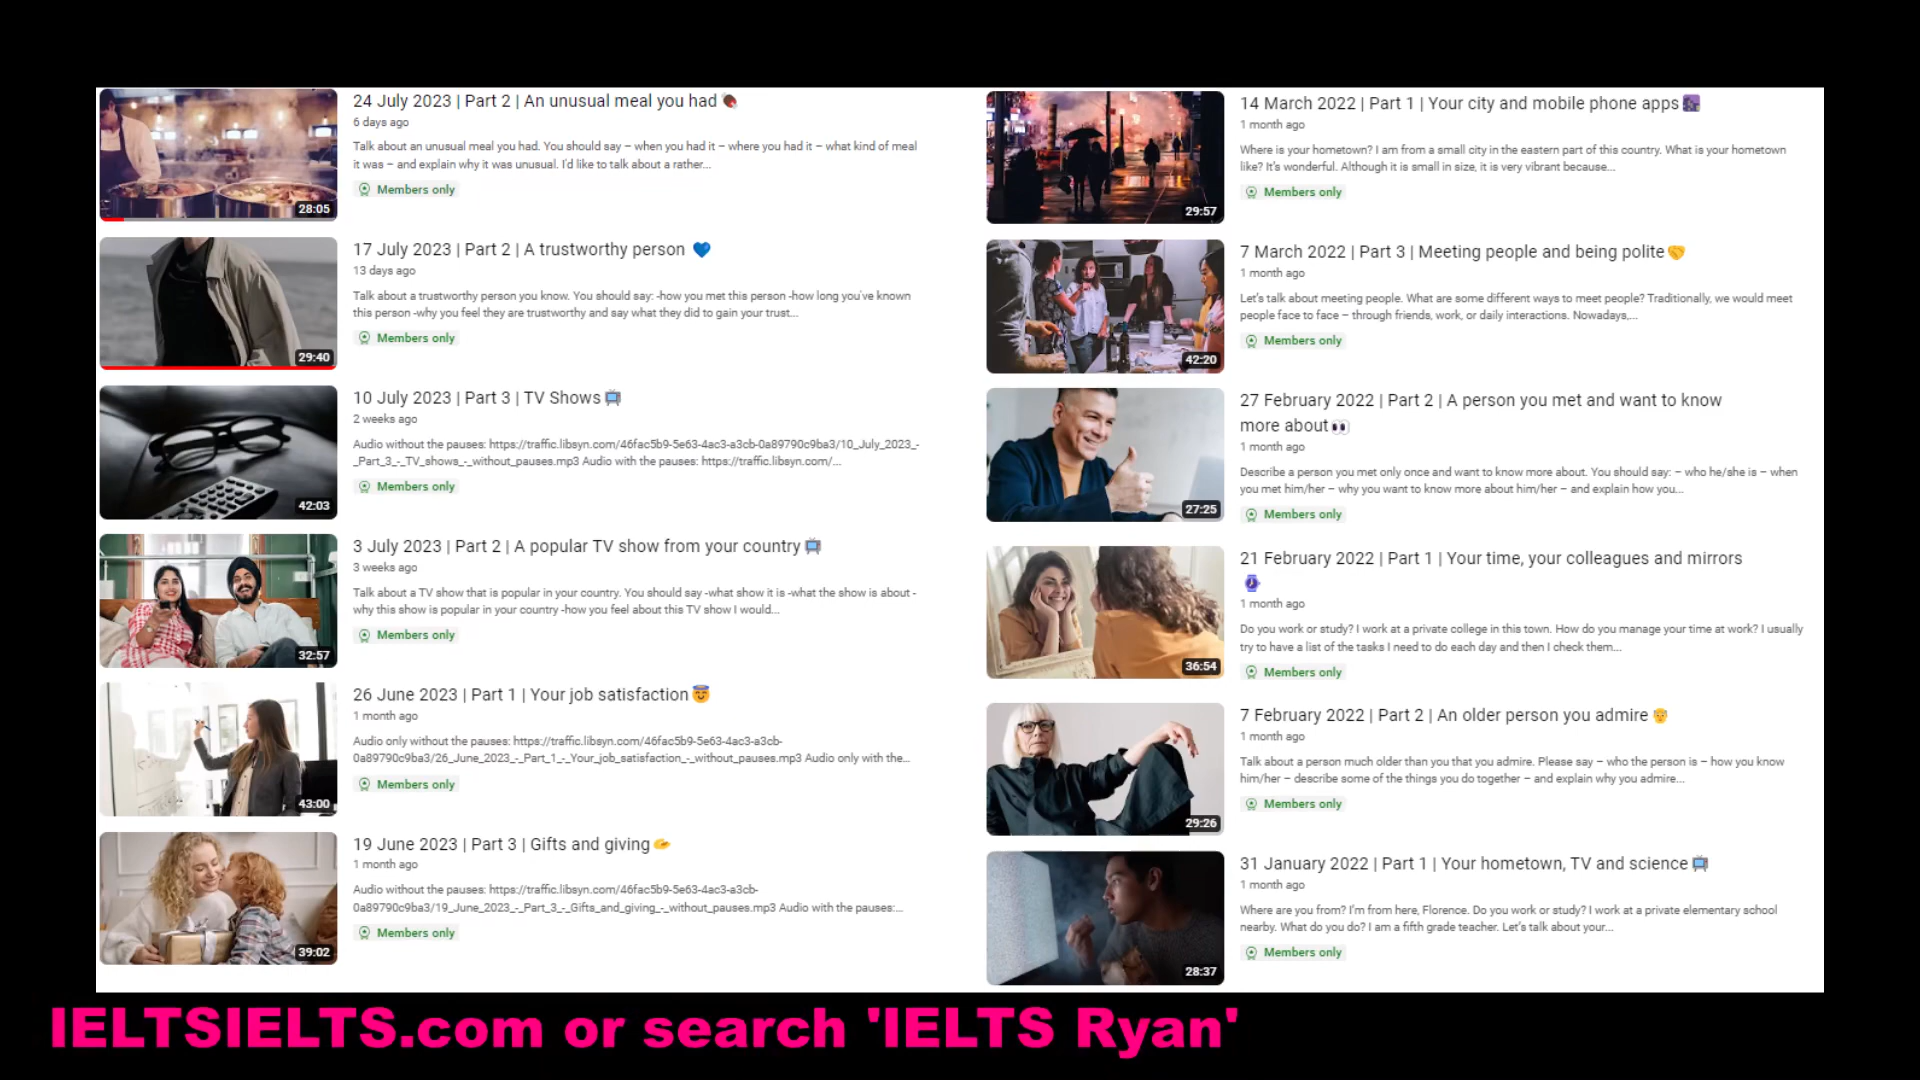 24 July 2023 | Part 2 | An unusual meal you had
6 days ago
Talk about an unusual meal you had. You should say – when you had it – where you had it – what kind of meal
it was – and explain why it was unusual. I'd like to talk about a rather...
Members only
28:05
17 July 2023 | Part 2 | A trustworthy person 💙
13 days ago
Talk about a trustworthy person you know. You should say: -how you met this person -how long you've known
this person -why you feel they are trustworthy and say what they did to gain your trust...
Members only
29:40
10 July 2023 | Part 3 | TV Shows 📺
2 weeks ago
Audio without the pauses: https://traffic.libsyn.com/46fac5b9-5e63-4ac3-a3cb-0a89790c9ba3/10_July_2023_-
_Part_3_-_TV_shows_-_without_pauses.mp3 Audio with the pauses: https://traffic.libsyn.com/...
Members only
42:03
3 July 2023 | Part 2 | A popular TV show from your country 📺
3 weeks ago
Talk about a TV show that is popular in your country. You should say -what show it is -what the show is about -
why this show is popular in your country -how you feel about this TV show I would...
Members only
32:57
26 June 2023 | Part 1 | Your job satisfaction 😇
1 month ago
Audio only without the pauses: https://traffic.libsyn.com/46fac5b9-5e63-4ac3-a3cb-
0a89790c9ba3/26_June_2023_-_Part_1_-_Your_job_satisfaction_-_without_pauses.mp3 Audio only with the...
Members only
43:00
19 June 2023 | Part 3 | Gifts and giving
1 month ago
Audio without the pauses: https://traffic.libsyn.com/46fac5b9-5e63-4ac3-a3cb-
0a89790c9ba3/19_June_2023_-_Part_3_-_Gifts_and_giving_-_without_pauses.mp3 Audio with the pauses:...
Members only
39:02
14 March 2022 | Part 1 | Your city and mobile phone apps
1 month ago
Where is your hometown? I am from a small city in the eastern part of this country. What is your hometown
like? It's wonderful. Although it is small in size, it is very vibrant because...
Members only
29:57
7 March 2022 | Part 3 | Meeting people and being polite 🤝
1 month ago
Let's talk about meeting people. What are some different ways to meet people? Traditionally, we would meet
people face to face – through friends, work, or daily interactions. Nowadays,...
Members only
42:20
27 February 2022 | Part 2 | A person you met and want to know
more about 👀
1 month ago
Describe a person you met only once and want to know more about. You should say: – who he/she is – when
you met him/her – why you want to know more about him/her – and explain how you...
Members only
27:25
21 February 2022 | Part 1 | Your time, your colleagues and mirrors
1 month ago
Do you work or study? I work at a private college in this town. How do you manage your time at work? I usually
try to have a list of the tasks I need to do each day and then I check them...
Members only
36:54
7 February 2022 | Part 2 | An older person you admire
1 month ago
Talk about a person much older than you that you admire. Please say – who the person is – how you know
him/her – describe some of the things you do together – and explain why you admire...
Members only
29:26
31 January 2022 | Part 1 | Your hometown, TV and science 📺
1 month ago
Where are you from? I'm from here, Florence. Do you work or study? I work at a private elementary school
nearby. What do you do? I am a fifth grade teacher. Let's talk about your...
Members only
28:37
IELTSIELTS.com or search 'IELTS Ryan'